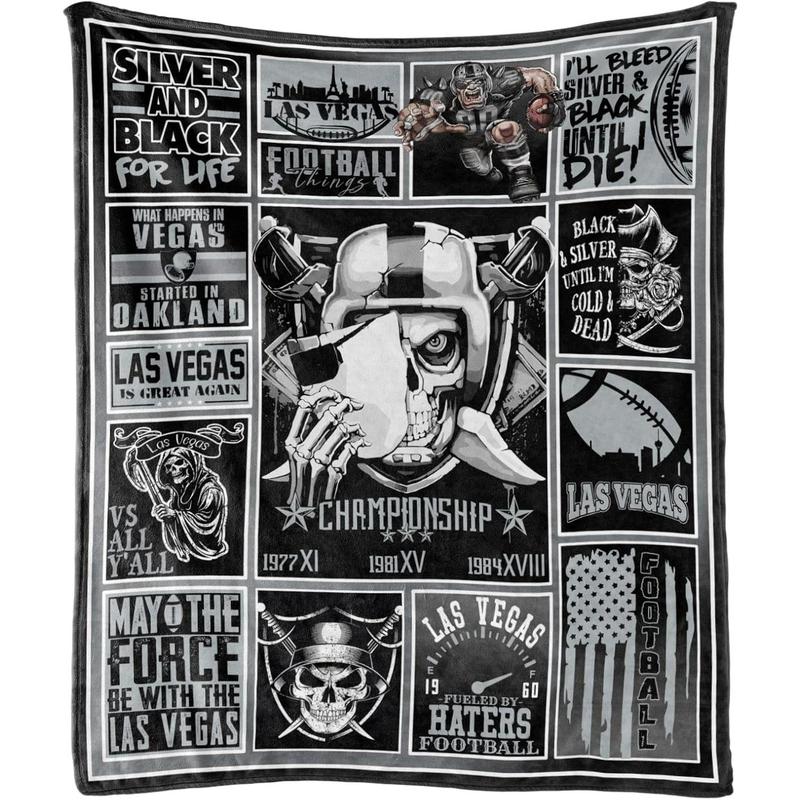 SILVER
AND
BLACK
FOR LIFE
LAS VEGAS
FOOTBALL
things
I'LL BLEED
SILVER &
BLACK
UNTIL I
DIE!
WHAT HAPPENS IN
VEGAS
STARTED IN
OAKLAND
BLACK
& SILVER
UNTIL I'M
COLD &
DEAD
LAS VEGAS
IS GREAT AGAIN
Las Vegas
VS
ALL
Y'ALL
CHAMPIONSHIP
1977 XI 1981 XV 1984 XVIII
LAS VEGAS
MAY THE
FORCE
BE WITH THE
LAS VEGAS
LAS VEGAS
E F
19 60
-FUELED BY-
HATERS
FOOTBALL
FOOTBALL